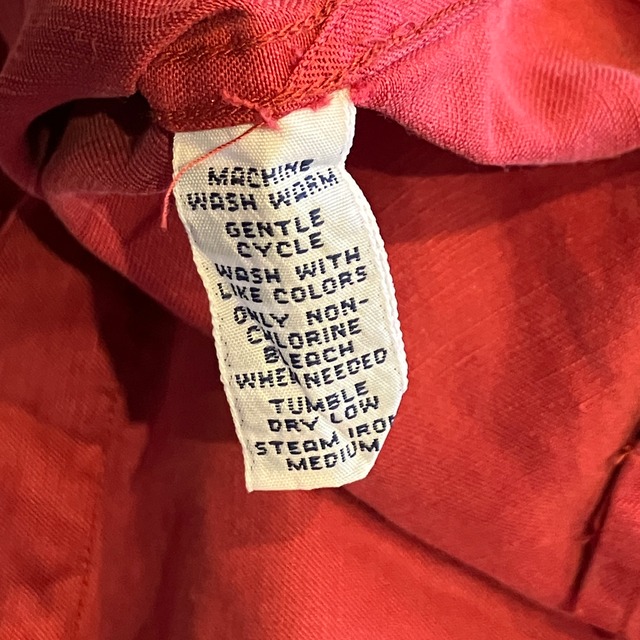 MACHINE
WASH WARM
GENTLE
CYCLE
WASH WITH
LIKE COLORS
ONLY NON-
CHLORINE
BLEACH
WHEN NEEDED
TUMBLE
DRY LOW
STEAM IRON
MEDIUM